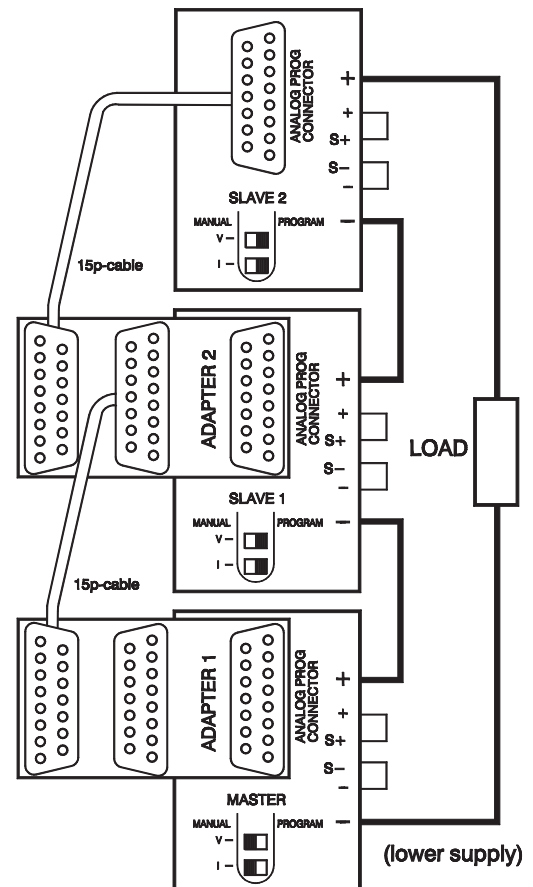 ANALOG PROG
CONNECTOR
+
+
S+
S−
−
−
SLAVE 2
MANUAL PROGRAM
V −
I −
15p-cable
ADAPTER 2
ANALOG PROG
CONNECTOR
+
+
S+
S−
−
−
LOAD
SLAVE 1
MANUAL PROGRAM
V −
I −
15p-cable
ADAPTER 1
ANALOG PROG
CONNECTOR
+
+
S+
S−
−
−
MASTER
MANUAL PROGRAM
V −
I −
(lower supply)